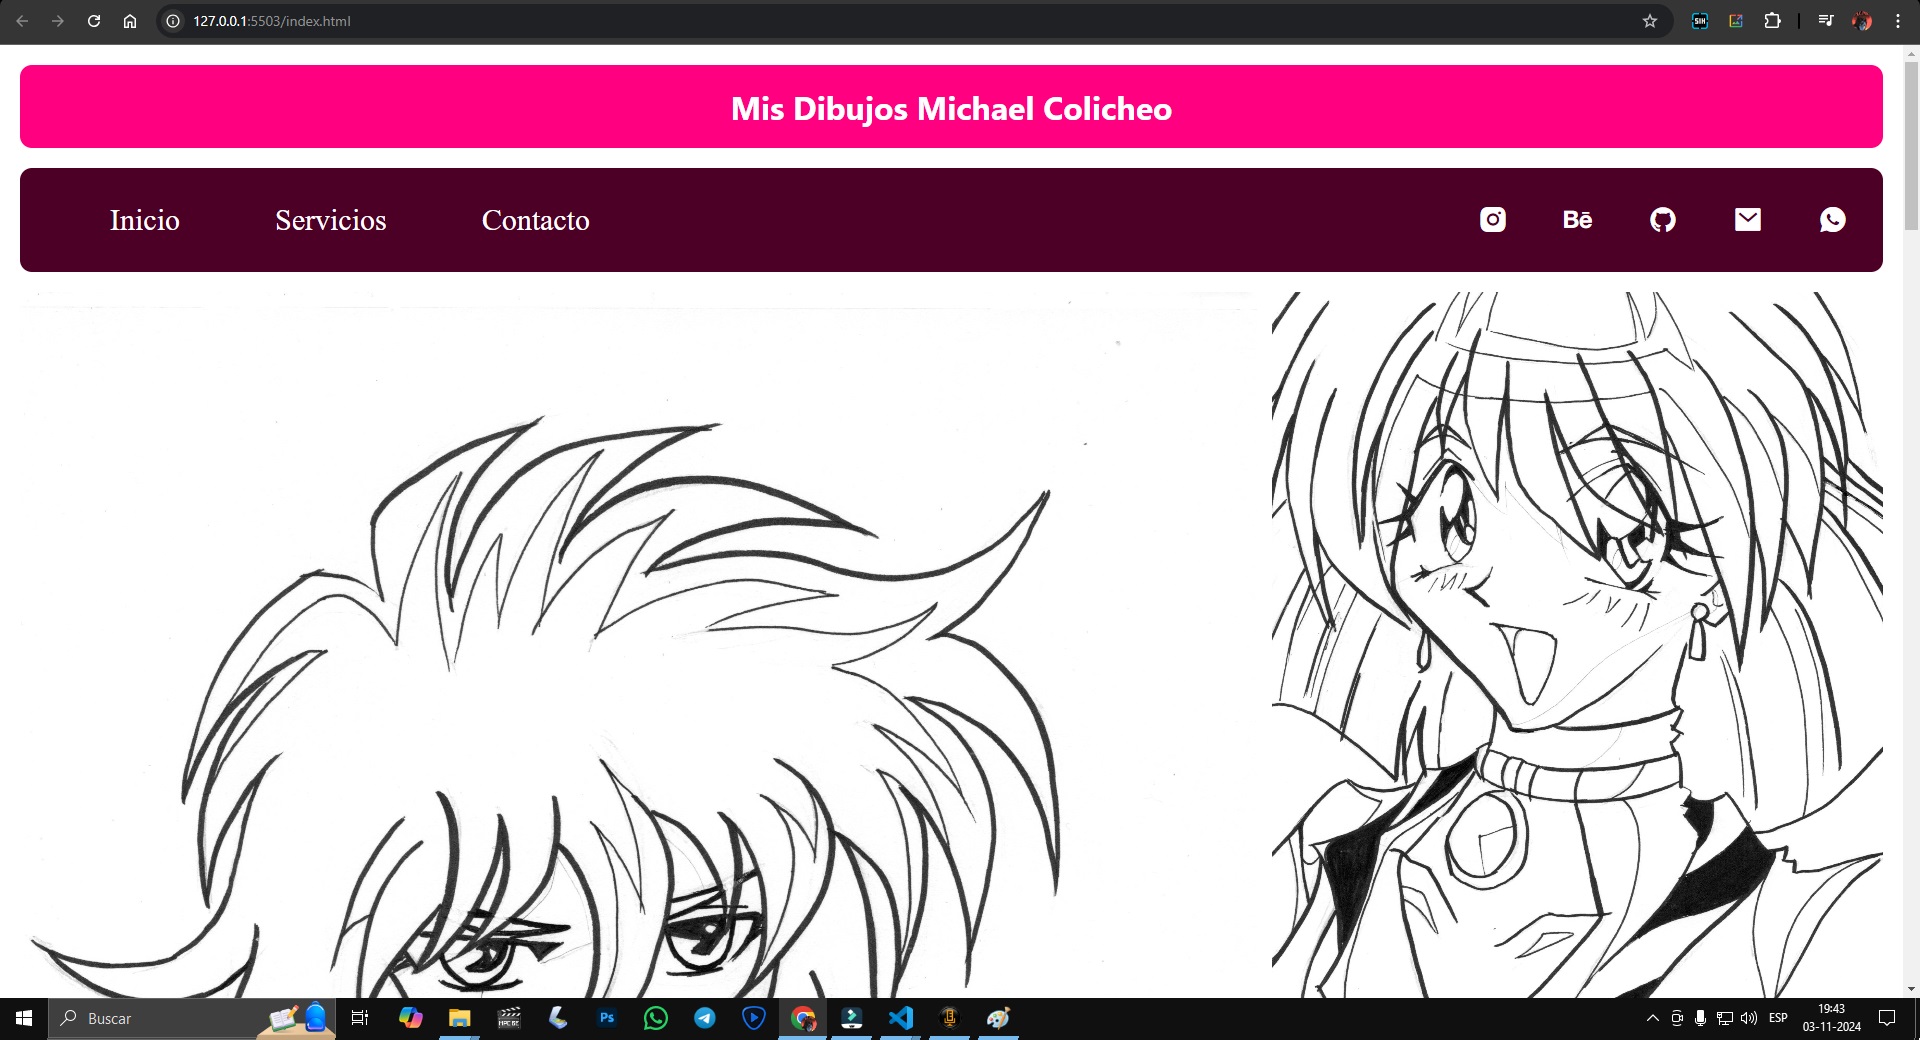 127.0.0.1:5503/index.html
Mis Dibujos Michael Colicheo
Inicio Servicios Contacto Bē
Buscar
Ps
ESP
19:43
03-11-2024